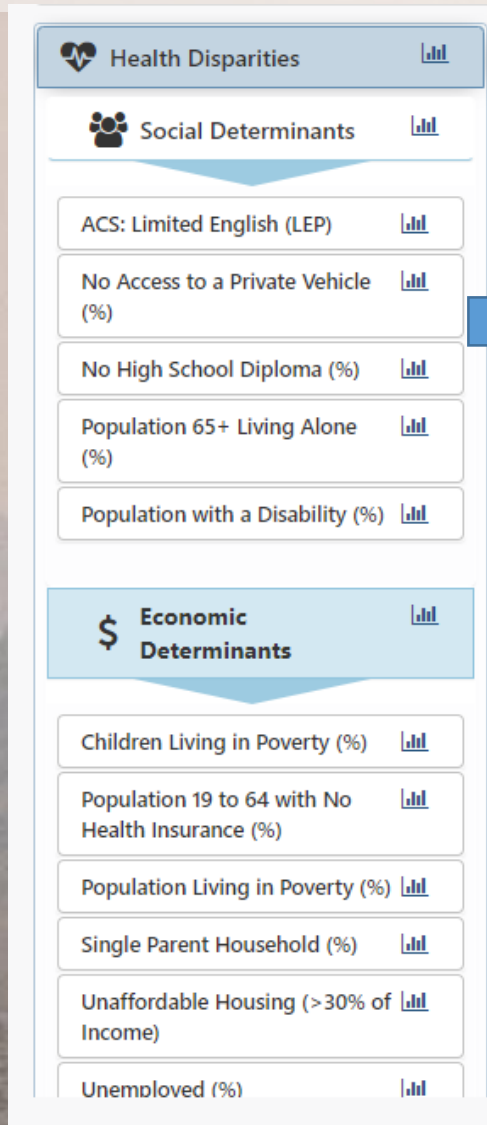 Health Disparities
Social Determinants
ACS: Limited English (LEP)
No Access to a Private Vehicle
(%)
No High School Diploma (%)
Population 65+ Living Alone
(%)
Population with a Disability (%)
$ Economic
Determinants
Children Living in Poverty (%)
Population 19 to 64 with No
Health Insurance (%)
Population Living in Poverty (%)
Single Parent Household (%)
Unaffordable Housing (>30% of
Income)
Unemployed (%)